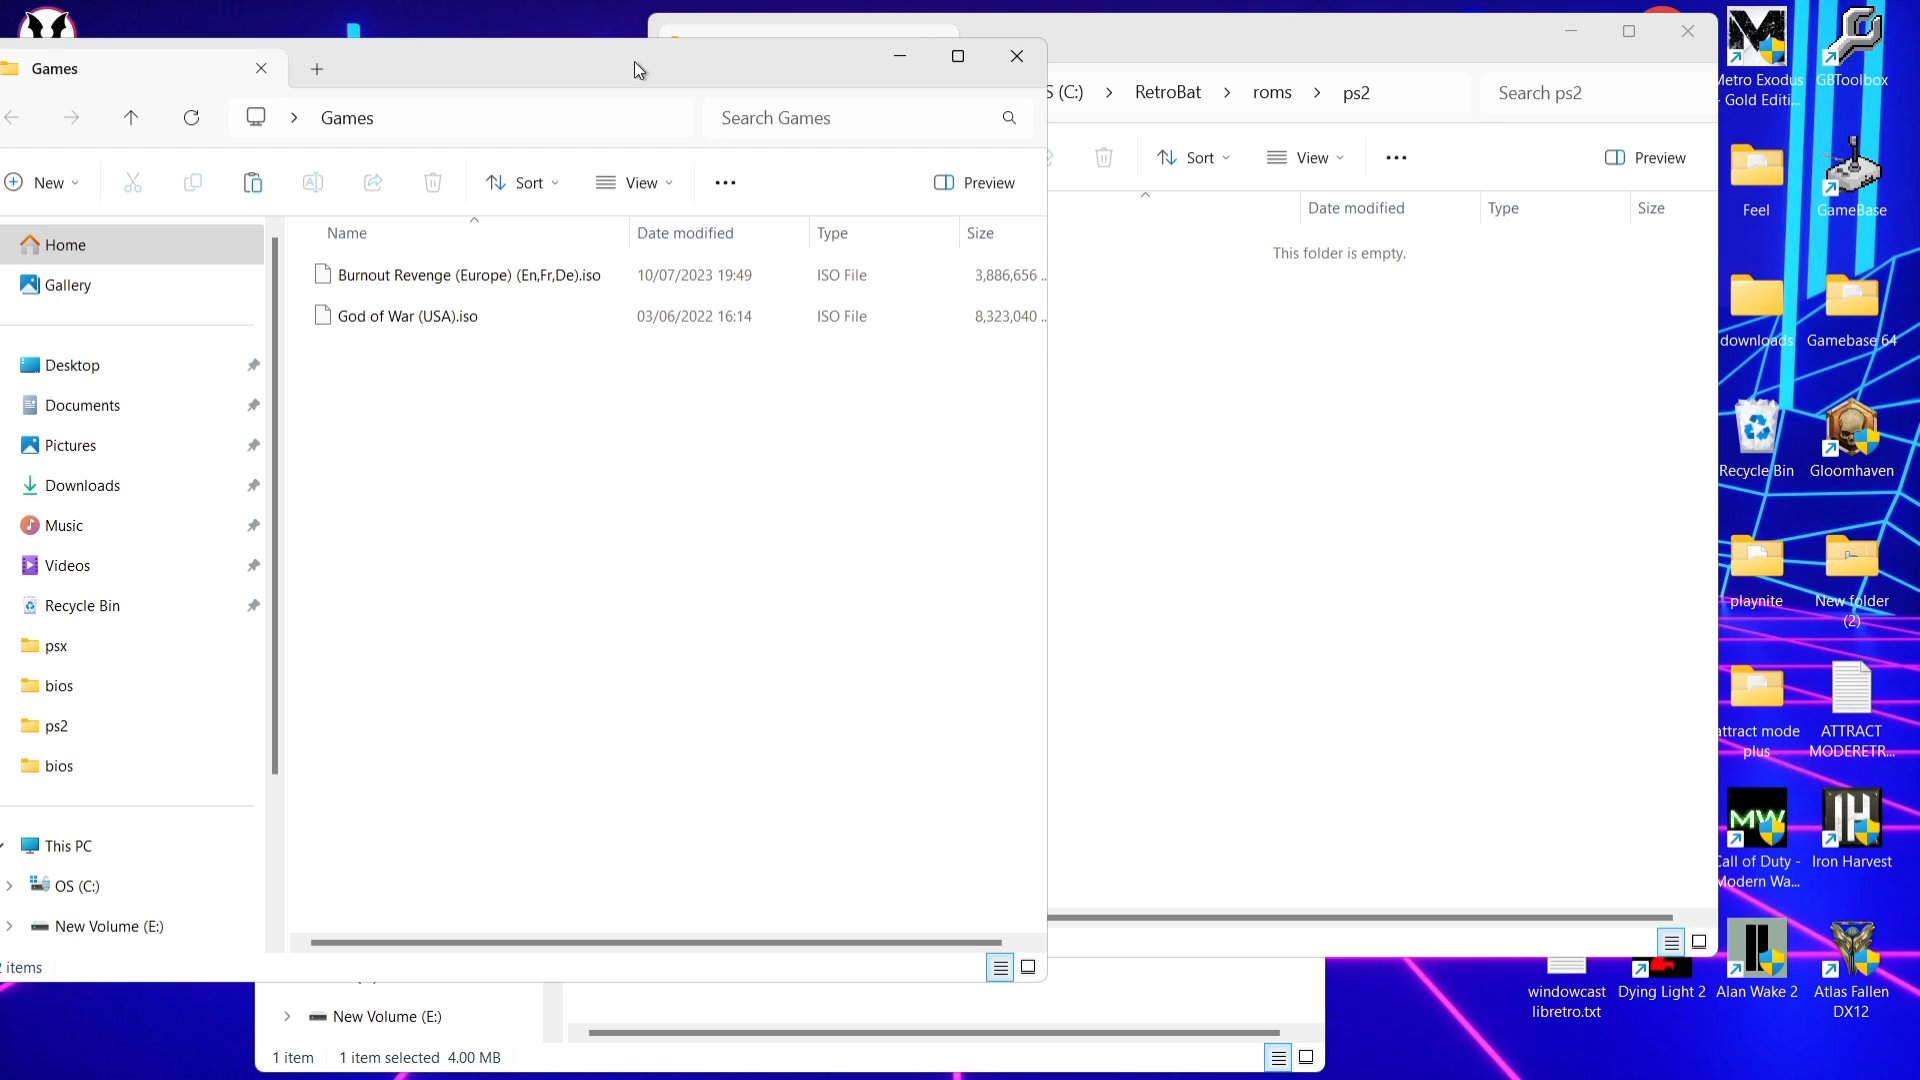 Games
Games
Search Games
New
Sort
View
Preview
Name
Date modified
Type
Size
Burnout Revenge (Europe) (En,Fr,De).iso
10/07/2023 19:49
ISO File
3,886,656 ..
God of War (USA).iso
03/06/2022 16:14
ISO File
8,323,040 ..
Home
Gallery
Desktop
Documents
Pictures
Downloads
Music
Videos
Recycle Bin
psx
bios
ps2
bios
This PC
OS (C:)
New Volume (E:)
items
S (C:)
RetroBat
roms
ps2
Search ps2
Sort
View
Preview
Date modified
Type
Size
This folder is empty.
New Volume (E:)
1 item
1 item selected 4.00 MB
Metro Exodus
- Gold Editi...
GBToolbox
Feel
GameBase
downloads
Gamebase 64
Recycle Bin
Gloomhaven
playnite
New folder
(2)
attract mode
plus
ATTRACT
MODERETR...
MW
Call of Duty -
Modern Wa...
Iron Harvest
windowcast
libretro.txt
Dying Light 2
Alan Wake 2
Atlas Fallen
DX12